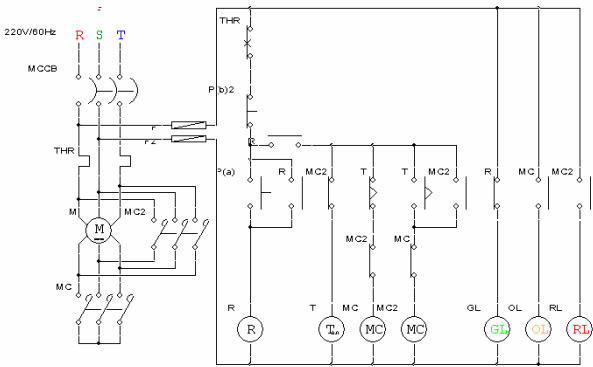 220V/60Hz R S T
THR
MCCB
P(b)2
F
F2
R
THR
P(a) R MC2 T T MC2 R MC MC2
M M MC2
MC2 MC
MC
R T MC MC2 GL OL RL
R T MC MC GL OL RL